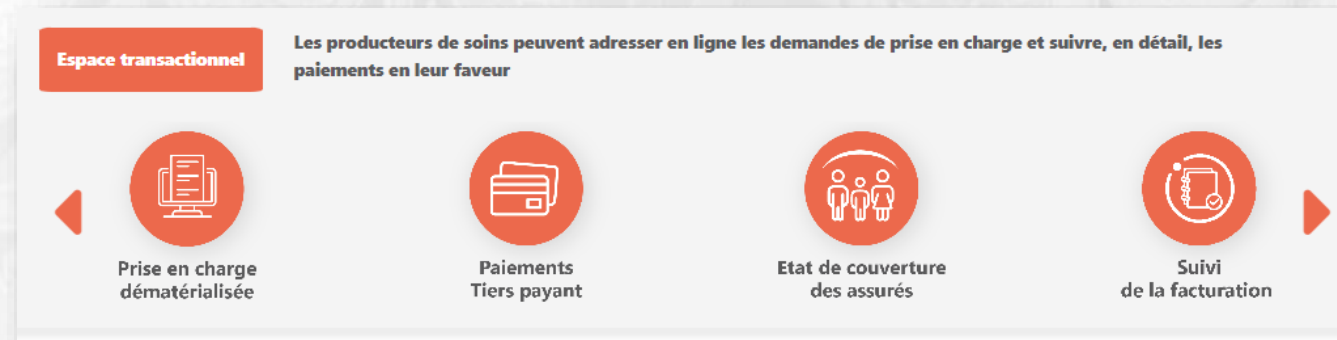 Espace transactionnel
Les producteurs de soins peuvent adresser en ligne les demandes de prise en charge et suivre, en détail, les
paiements en leur faveur
Prise en charge
dématérialisée
Paiements
Tiers payant
Etat de couverture
des assurés
Suivi
de la facturation